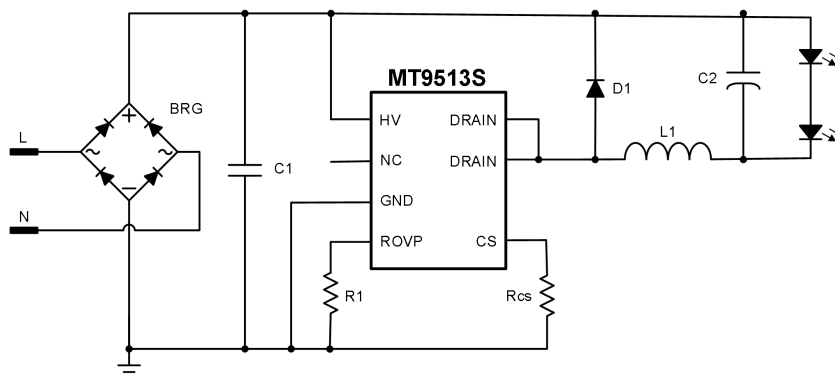 MT9513S
D1
C2
BRG
HV
DRAIN
L1
L
NC
DRAIN
C1
GND
N
ROVP
CS
R1
Rcs